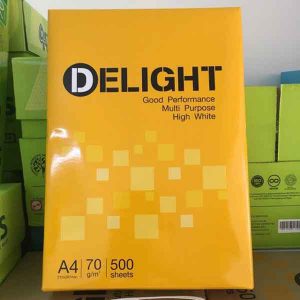 DELIGHT
Good Performance
Multi Purpose
High White
A4 70 g/m² 500 sheets